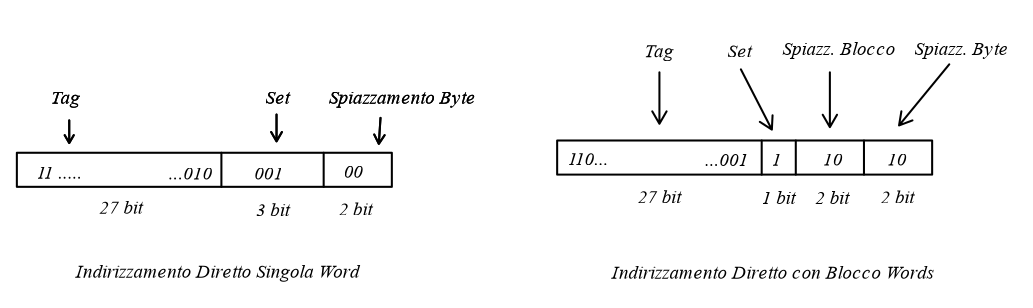 Tag Set Spiazzamento Byte
11 ..... ...010 001 00
27 bit 3 bit 2 bit
Indirizzamento Diretto Singola Word
Tag Set Spiazz. Blocco Spiazz. Byte
110... ...001 1 10 10
27 bit 1 bit 2 bit 2 bit
Indirizzamento Diretto con Blocco Words